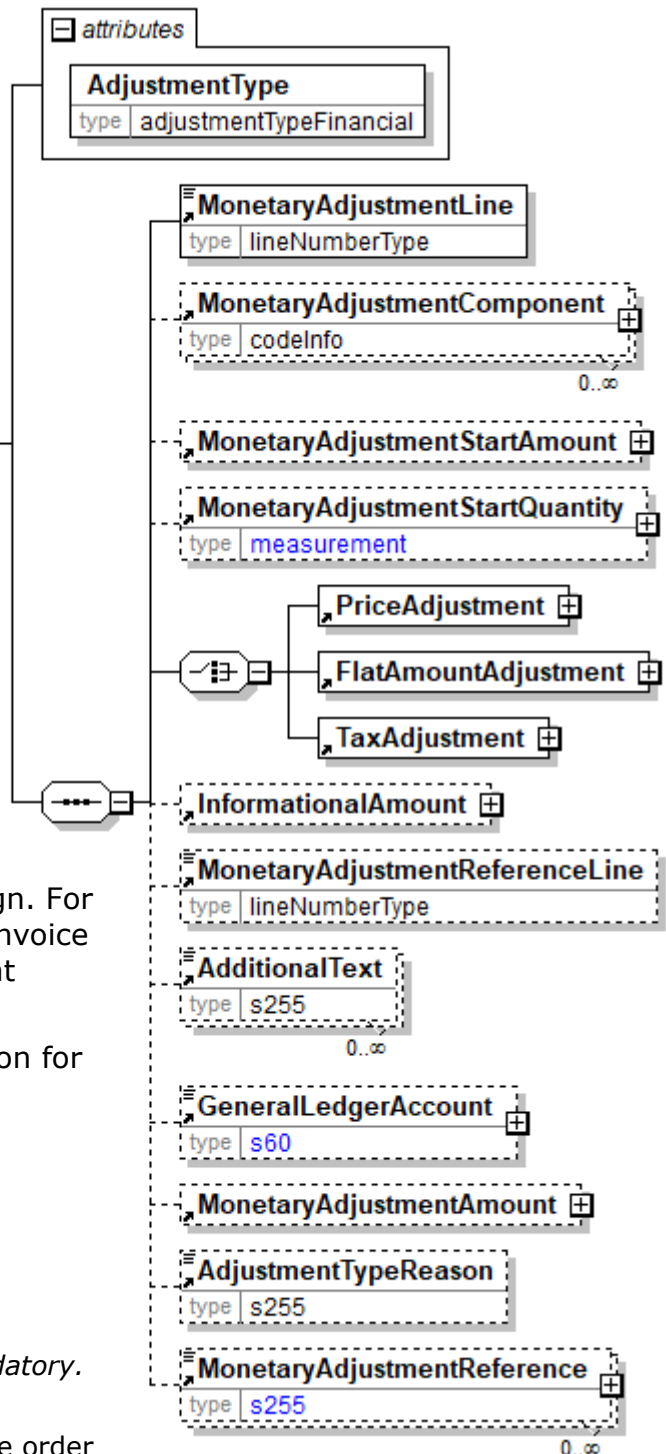 attributes
AdjustmentType
type adjustmentTypeFinancial
MonetaryAdjustmentLine
type lineNumberType
MonetaryAdjustmentComponent
type codeInfo
0..∞
MonetaryAdjustmentStartAmount
MonetaryAdjustmentStartQuantity
type measurement
PriceAdjustment
FlatAmountAdjustment
TaxAdjustment
InformationalAmount
MonetaryAdjustmentReferenceLine
type lineNumberType
AdditionalText
type s255
0..∞
GeneralLedgerAccount
type s60
MonetaryAdjustmentAmount
AdjustmentTypeReason
type s255
MonetaryAdjustmentReference
type s255
0..∞
gn. For
nvoice
nt
on for
datory.
e order